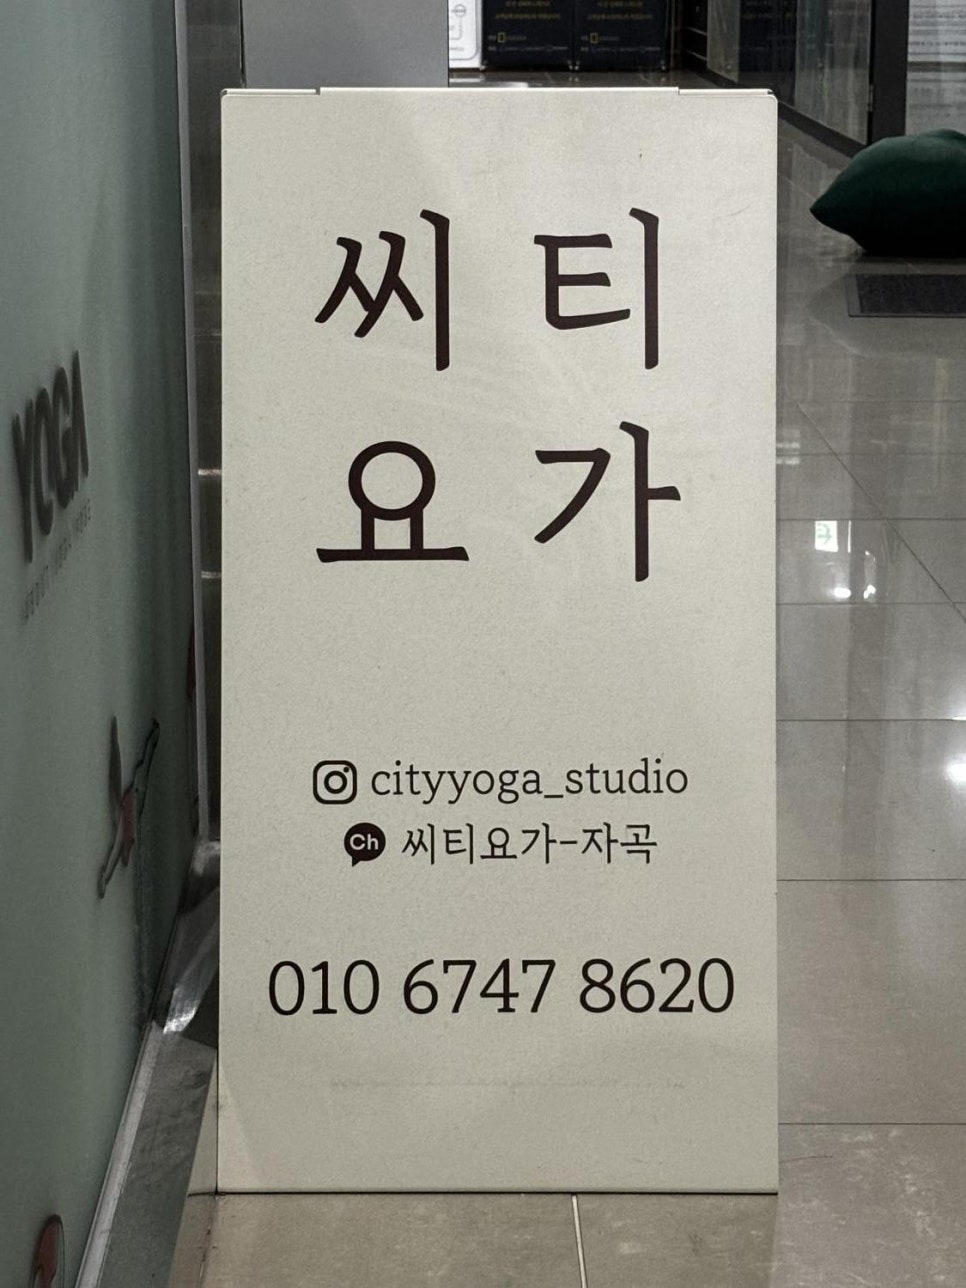 씨티
요가
cityyoga_studio
Ch 씨티요가-자곡
010 6747 8620
YOGA